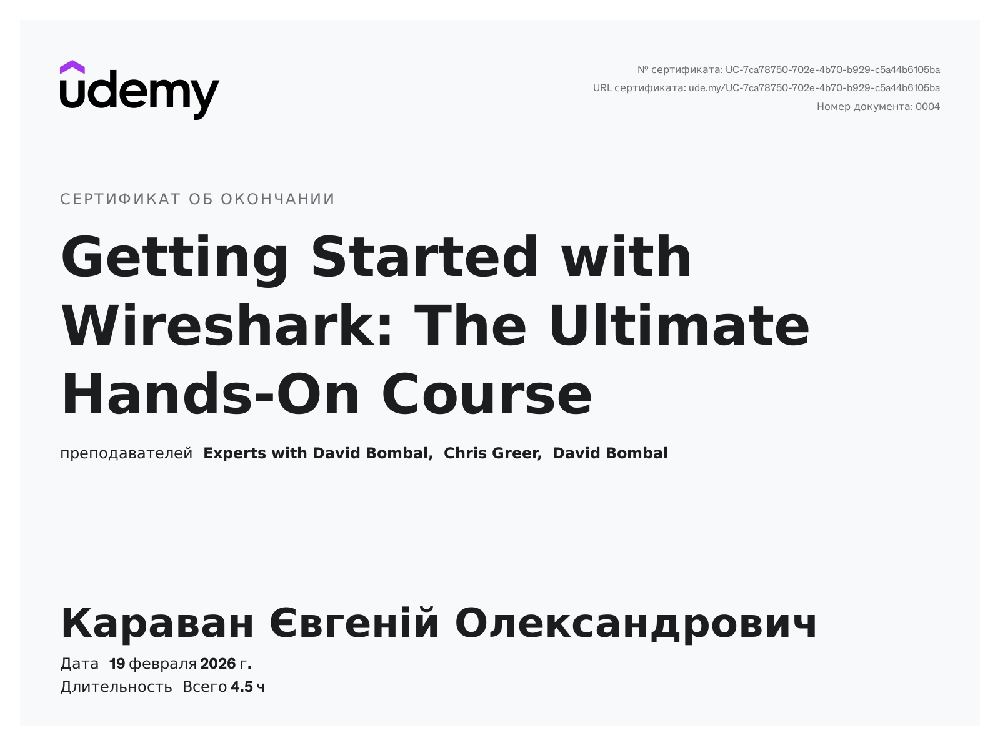 udemy
№ сертификата: UC-7ca78750-702e-4b70-b929-c5a44b6105ba
URL сертификата: ude.my/UC-7ca78750-702e-4b70-b929-c5a44b6105ba
Номер документа: 0004
СЕРТИФИКАТ ОБ ОКОНЧАНИИ
Getting Started with
Wireshark: The Ultimate
Hands-On Course
преподавателей Experts with David Bombal, Chris Greer, David Bombal
Караван Євгеній Олександрович
Дата 19 февраля 2026 г.
Длительность Всего 4.5 ч